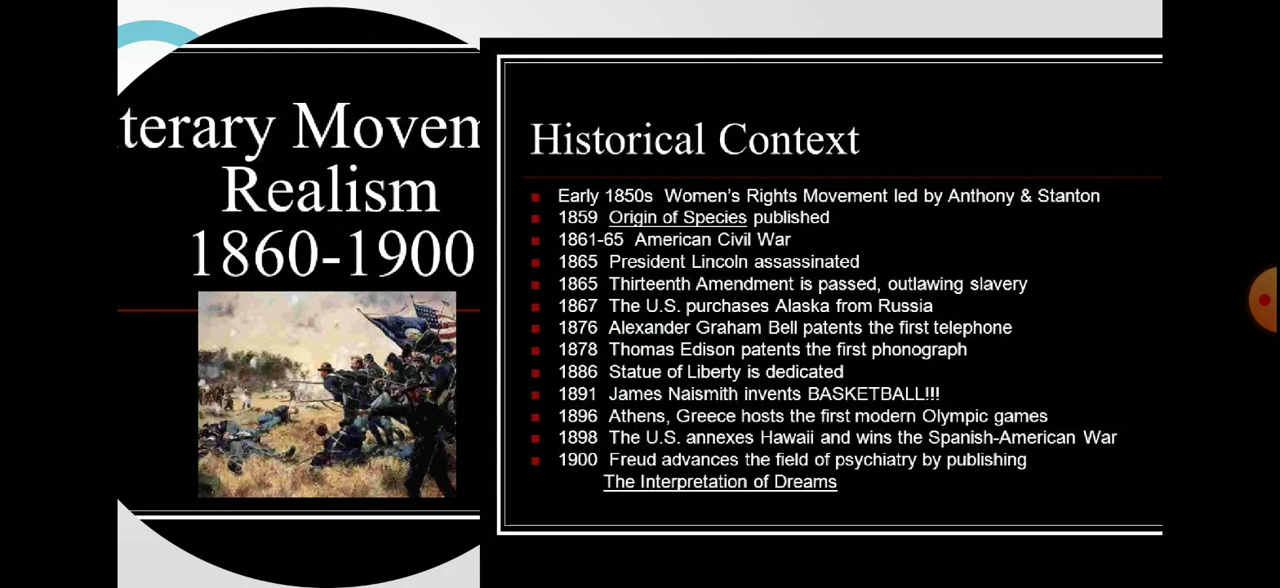 terary Movem
Realism
1860-1900
Historical Context
Early 1850s Women's Rights Movement led by Anthony & Stanton
1859 Origin of Species published
1861-65 American Civil War
1865 President Lincoln assassinated
1865 Thirteenth Amendment is passed, outlawing slavery
1867 The U.S. purchases Alaska from Russia
1876 Alexander Graham Bell patents the first telephone
1878 Thomas Edison patents the first phonograph
1886 Statue of Liberty is dedicated
1891 James Naismith invents BASKETBALL!!!
1896 Athens, Greece hosts the first modern Olympic games
1898 The U.S. annexes Hawaii and wins the Spanish-American War
1900 Freud advances the field of psychiatry by publishing
The Interpretation of Dreams